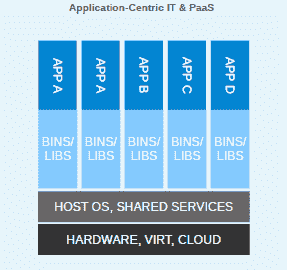 Application-Centric IT & PaaS
APP A
APP A
APP B
APP C
APP D
BINS/
LIBS
BINS/
LIBS
BINS/
LIBS
BINS/
LIBS
BINS/
LIBS
HOST OS, SHARED SERVICES
HARDWARE, VIRT, CLOUD